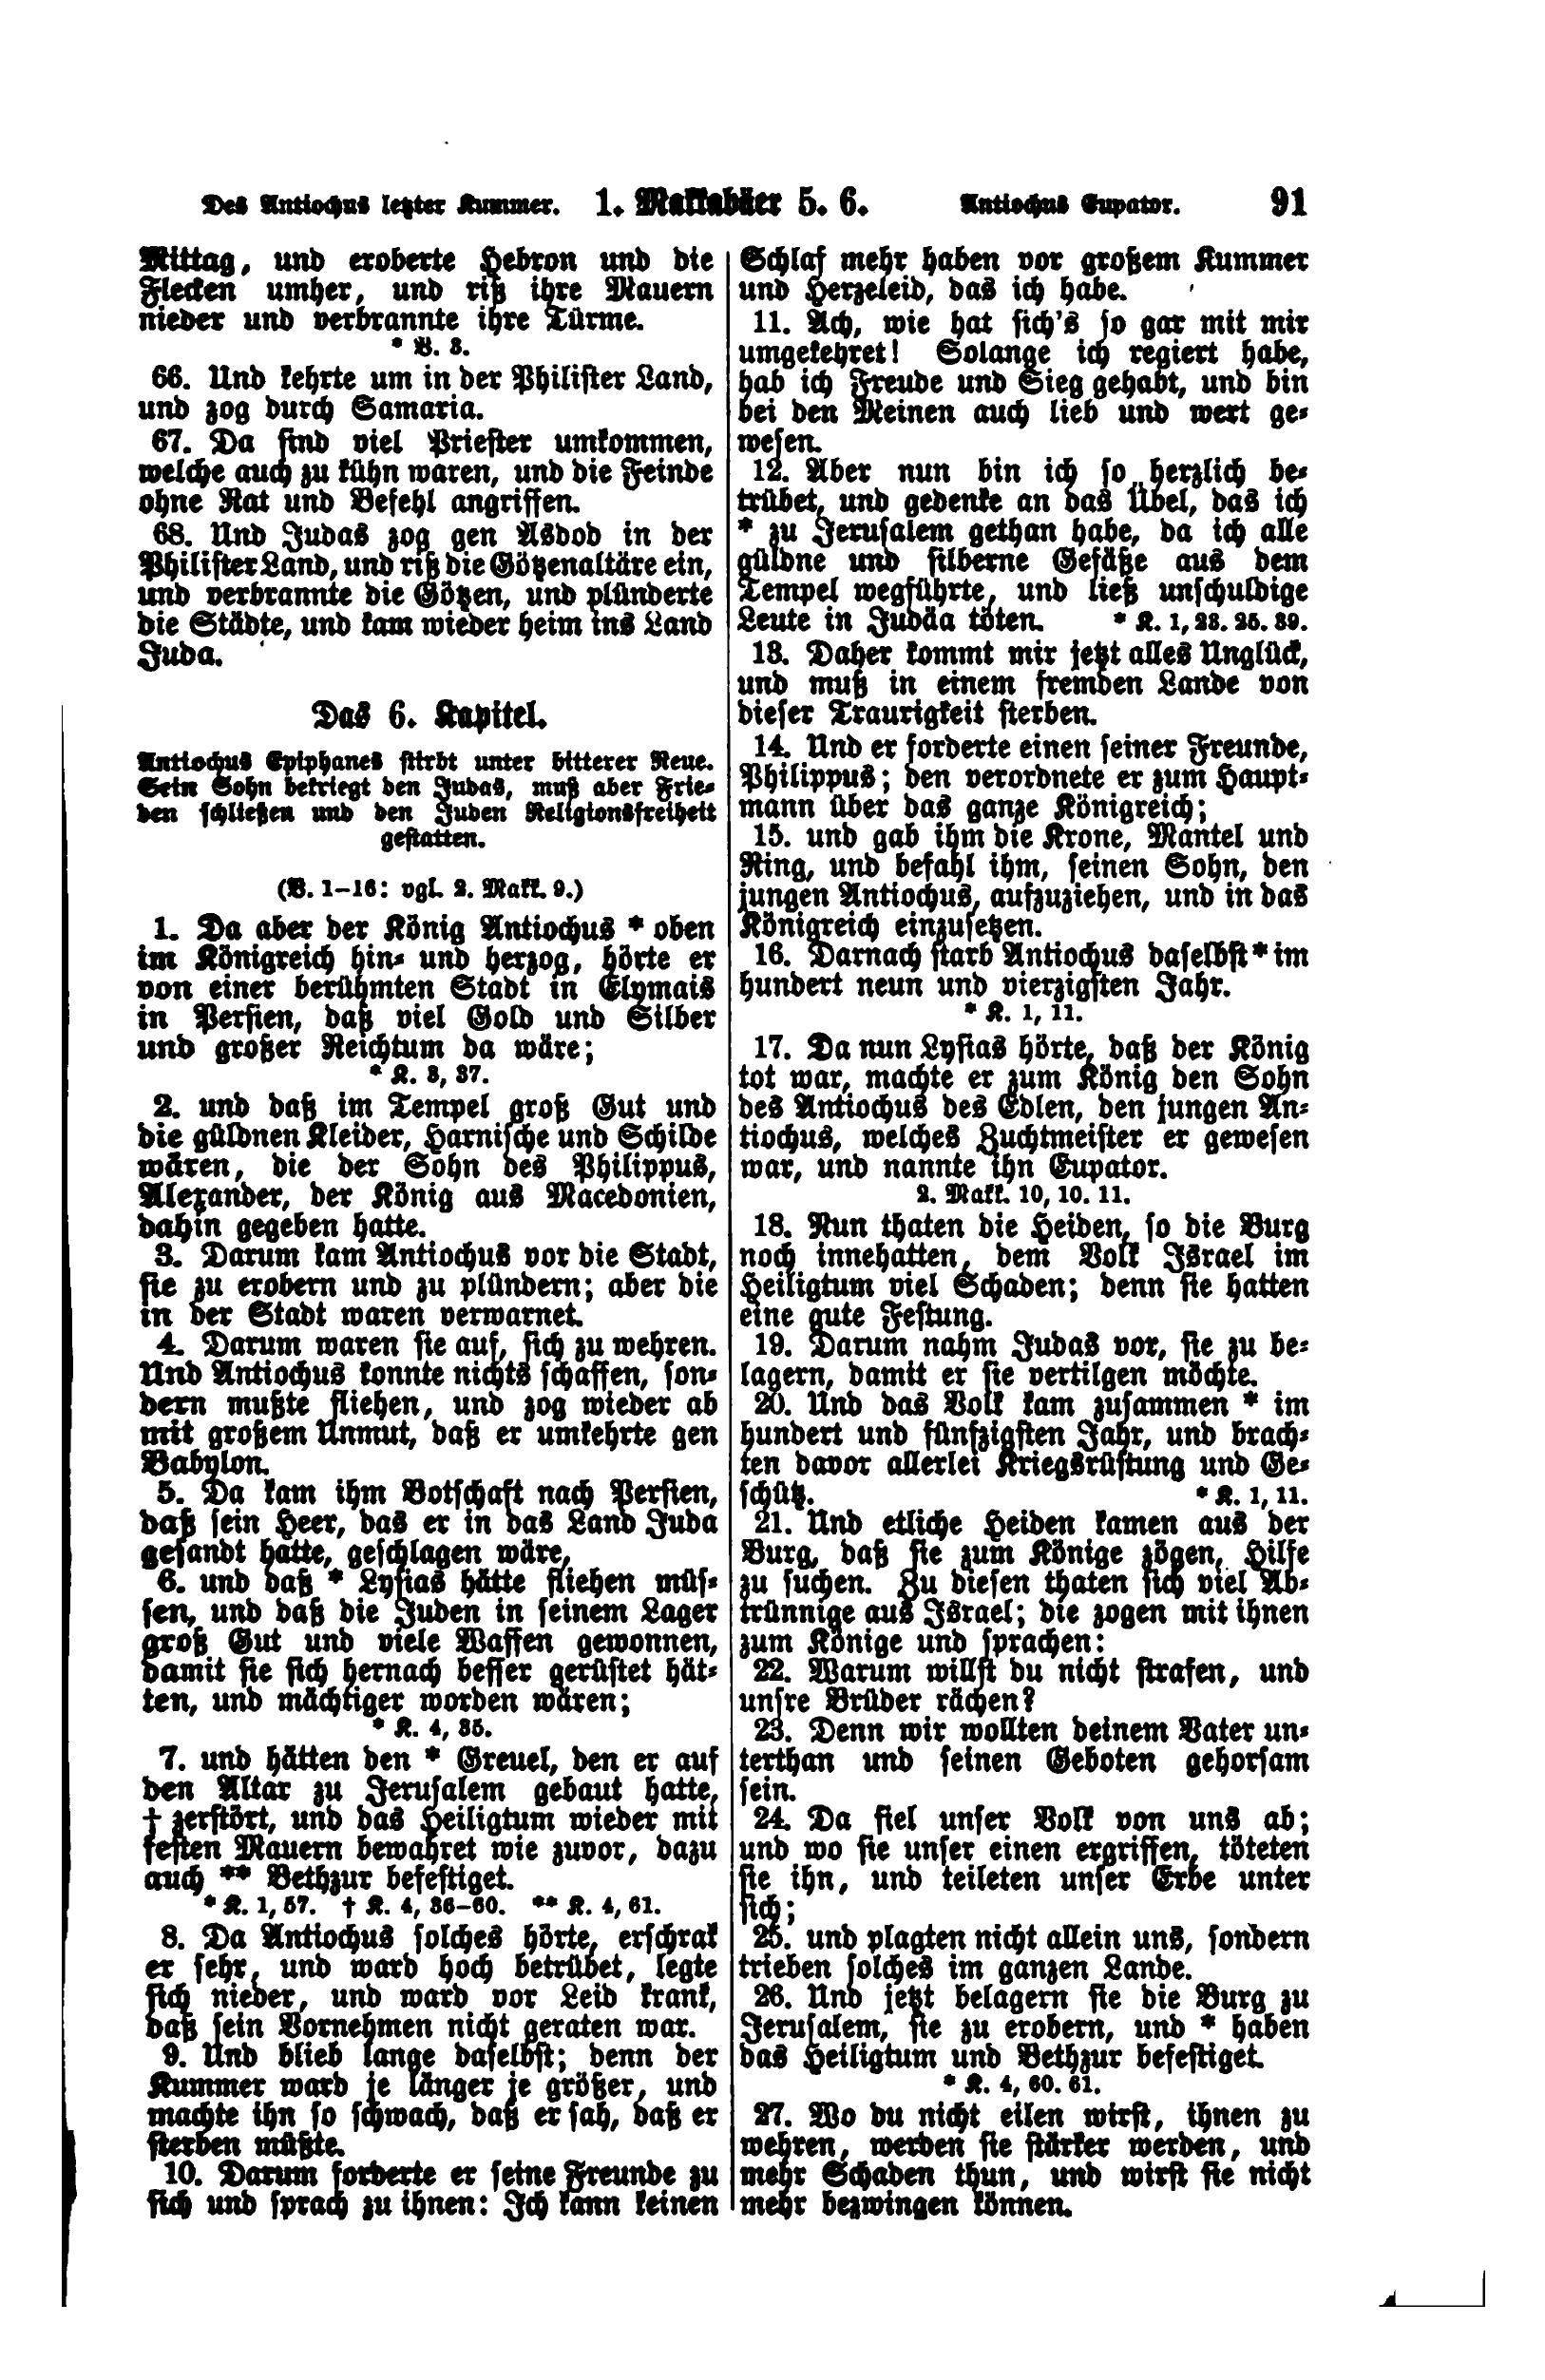 Des Antiochus letzter Kummer. 1. Makkabäer 5. 6. Antiochus Eupator. 91
Mittag, und eroberte Hebron und die
Flecken umher, und riß ihre Mauern
nieder und verbrannte ihre Türme.
* V. 3.
66. Und kehrte um in der Philister Land,
und zog durch Samaria.
67. Da sind viel Priester umkommen,
welche auch zu kühn waren, und die Feinde
ohne Rat und Befehl angriffen.
68. Und Judas zog gen Asdod in der
Philister Land, und riß die Götzenaltäre ein,
und verbrannte die Götzen, und plünderte
die Städte, und kam wieder heim ins Land
Juda.
Das 6. Kapitel.
Antiochus Epiphanes stirbt unter bitterer Reue.
Sein Sohn bekriegt den Judas, muß aber Frie-
den schließen und den Juden Religionsfreiheit
gestatten.
(V. 1-16: vgl. 2. Makk. 9.)
1. Da aber der König Antiochus * oben
im Königreich hin- und herzog, hörte er
von einer berühmten Stadt in Elymais
in Persien, daß viel Gold und Silber
und großer Reichtum da wäre;
* K. 3, 37.
2. und daß im Tempel groß Gut und
die güldnen Kleider, Harnische und Schilde
wären, die der Sohn des Philippus,
Alexander, der König aus Macedonien,
dahin gegeben hatte.
3. Darum kam Antiochus vor die Stadt,
sie zu erobern und zu plündern; aber die
in der Stadt waren verwarnet.
4. Darum waren sie auf, sich zu wehren.
Und Antiochus konnte nichts schaffen, son-
dern mußte fliehen, und zog wieder ab
mit großem Unmut, daß er umkehrte gen
Babylon.
5. Da kam ihm Botschaft nach Persien,
daß sein Heer, das er in das Land Juda
gesandt hatte, geschlagen wäre,
6. und daß * Lysias hätte fliehen müs-
sen, und daß die Juden in seinem Lager
groß Gut und viele Waffen gewonnen,
damit sie sich hernach besser gerüstet hät-
ten, und mächtiger worden wären;
* K. 4, 35.
7. und hätten den * Greuel, den er auf
den Altar zu Jerusalem gebaut hatte,
† zerstört, und das Heiligtum wieder mit
festen Mauern bewahret wie zuvor, dazu
auch ** Bethzur befestiget.
* K. 1, 57. † K. 4, 36-60. ** K. 4, 61.
8. Da Antiochus solches hörte, erschrak
er sehr, und ward hoch betrübet, legte
sich nieder, und ward vor Leid krank,
daß sein Vornehmen nicht geraten war.
9. Und blieb lange daselbst; denn der
Kummer ward je länger je größer, und
machte ihn so schwach, daß er sah, daß er
sterben müßte.
10. Darum forderte er seine Freunde zu
sich und sprach zu ihnen: Ich kann keinen
Schlaf mehr haben vor großem Kummer
und Herzeleid, das ich habe.
11. Ach, wie hat sich's so gar mit mir
umgekehret! Solange ich regiert habe,
hab ich Freude und Sieg gehabt, und bin
bei den Meinen auch lieb und wert ge-
wesen.
12. Aber nun bin ich so herzlich be-
trübet, und gedenke an das Übel, das ich
* zu Jerusalem gethan habe, da ich alle
güldne und silberne Gefäße aus dem
Tempel wegführte, und ließ unschuldige
Leute in Judäa töten. * K. 1, 23. 25. 39.
13. Daher kommt mir jetzt alles Unglück,
und muß in einem fremden Lande von
dieser Traurigkeit sterben.
14. Und er forderte einen seiner Freunde,
Philippus; den verordnete er zum Haupt-
mann über das ganze Königreich;
15. und gab ihm die Krone, Mantel und
Ring, und befahl ihm, seinen Sohn, den
jungen Antiochus, aufzuziehen, und in das
Königreich einzusetzen.
16. Darnach starb Antiochus daselbst * im
hundert neun und vierzigsten Jahr.
* K. 1, 11.
17. Da nun Lysias hörte, daß der König
tot war, machte er zum König den Sohn
des Antiochus des Edlen, den jungen An-
tiochus, welches Zuchtmeister er gewesen
war, und nannte ihn Eupator.
2. Makk. 10, 10. 11.
18. Nun thaten die Heiden, so die Burg
noch innehatten, dem Volk Israel im
Heiligtum viel Schaden; denn sie hatten
eine gute Festung.
19. Darum nahm Judas vor, sie zu be-
lagern, damit er sie vertilgen möchte.
20. Und das Volk kam zusammen * im
hundert und fünfzigsten Jahr, und brach-
ten davor allerlei Kriegsrüstung und Ge-
schütz. * K. 1, 11.
21. Und etliche Heiden kamen aus der
Burg, daß sie zum Könige zögen, Hilfe
zu suchen. Zu diesen thaten sich viel Ab-
trünnige aus Israel; die zogen mit ihnen
zum Könige und sprachen:
22. Warum willst du nicht strafen, und
unsre Brüder rächen?
23. Denn wir wollten deinem Vater un-
terthan und seinen Geboten gehorsam
sein.
24. Da fiel unser Volk von uns ab;
und wo sie unser einen ergriffen, töteten
sie ihn, und teileten unser Erbe unter
sich;
25. und plagten nicht allein uns, sondern
trieben solches im ganzen Lande.
26. Und jetzt belagern sie die Burg zu
Jerusalem, sie zu erobern, und * haben
das Heiligtum und Bethzur befestiget.
* K. 4, 60. 61.
27. Wo du nicht eilen wirst, ihnen zu
wehren, werden sie stärker werden, und
mehr Schaden thun, und wirst sie nicht
mehr bezwingen können.